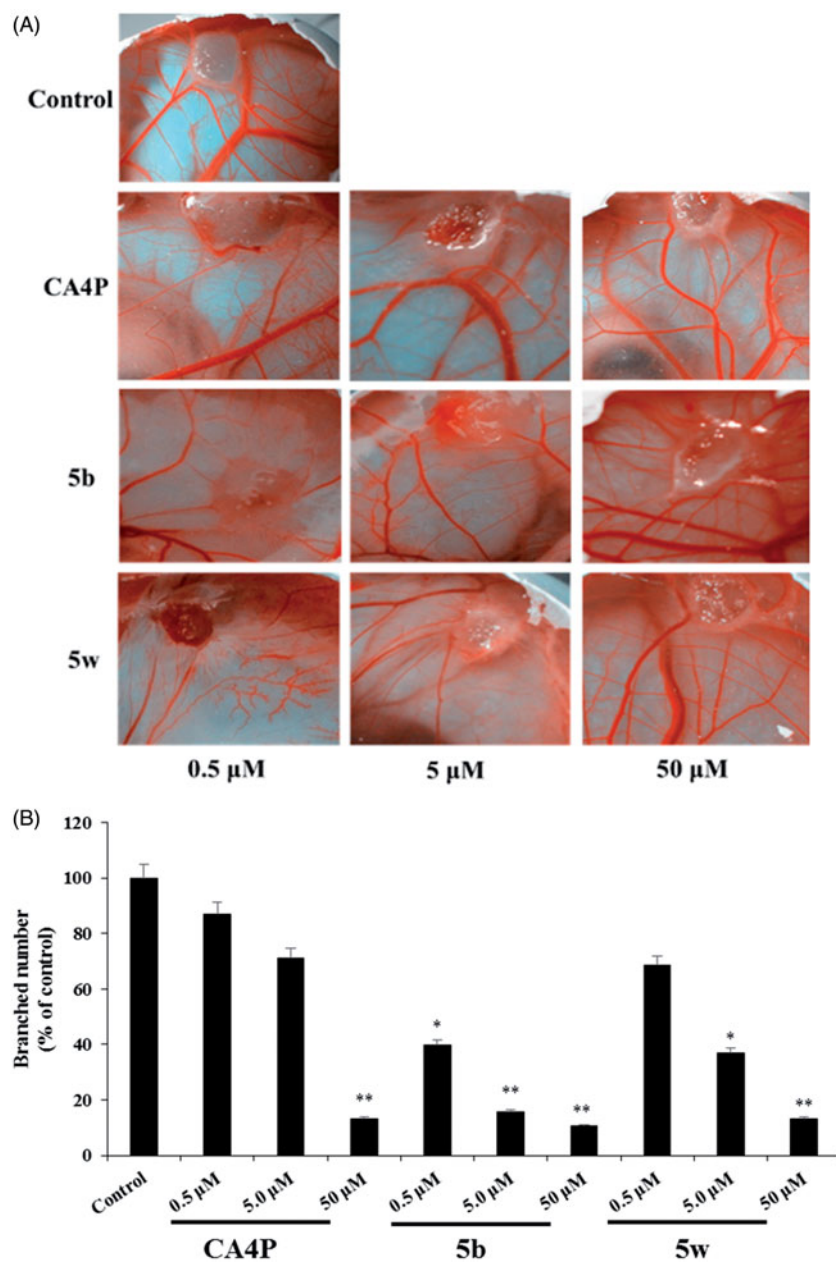 (A)
Control
CA4P
5b
5w
0.5 μM 5 μM 50 μM
(B)
120
100
80
60
40
20
0
Branched number
(% of control)
** * ** ** * **
Control 0.5 μM 5.0 μM 50 μM 0.5 μM 5.0 μM 50 μM 0.5 μM 5.0 μM 50 μM
CA4P 5b 5w